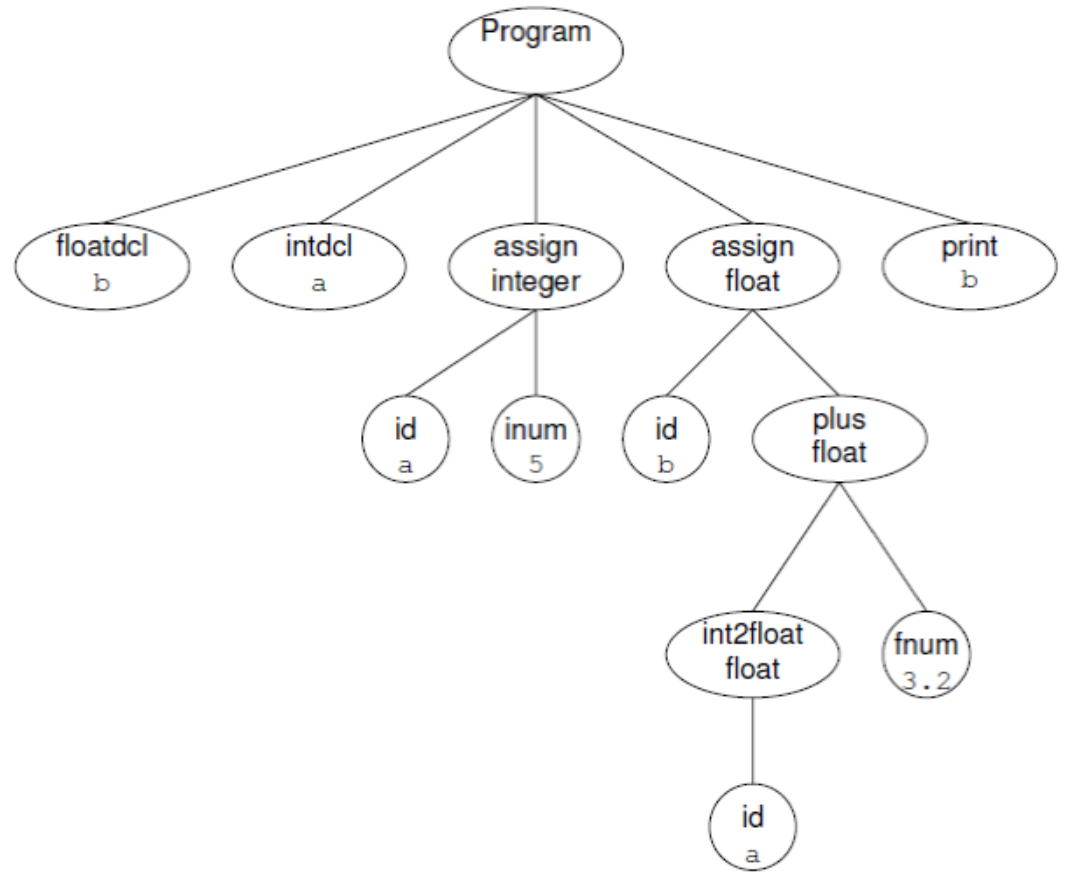 Program
floatdcl
b
intdcl
a
assign
integer
assign
float
print
b
id
a
inum
5
id
b
plus
float
int2float
float
fnum
3.2
id
a